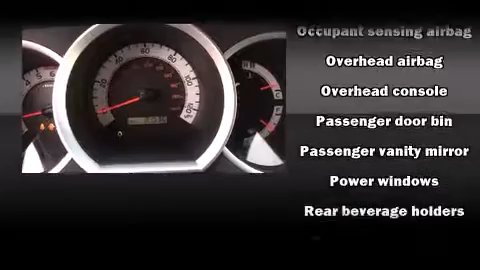 Occupant sensing airbag
Overhead airbag
Overhead console
Passenger door bin
Passenger vanity mirror
Power windows
Rear beverage holders